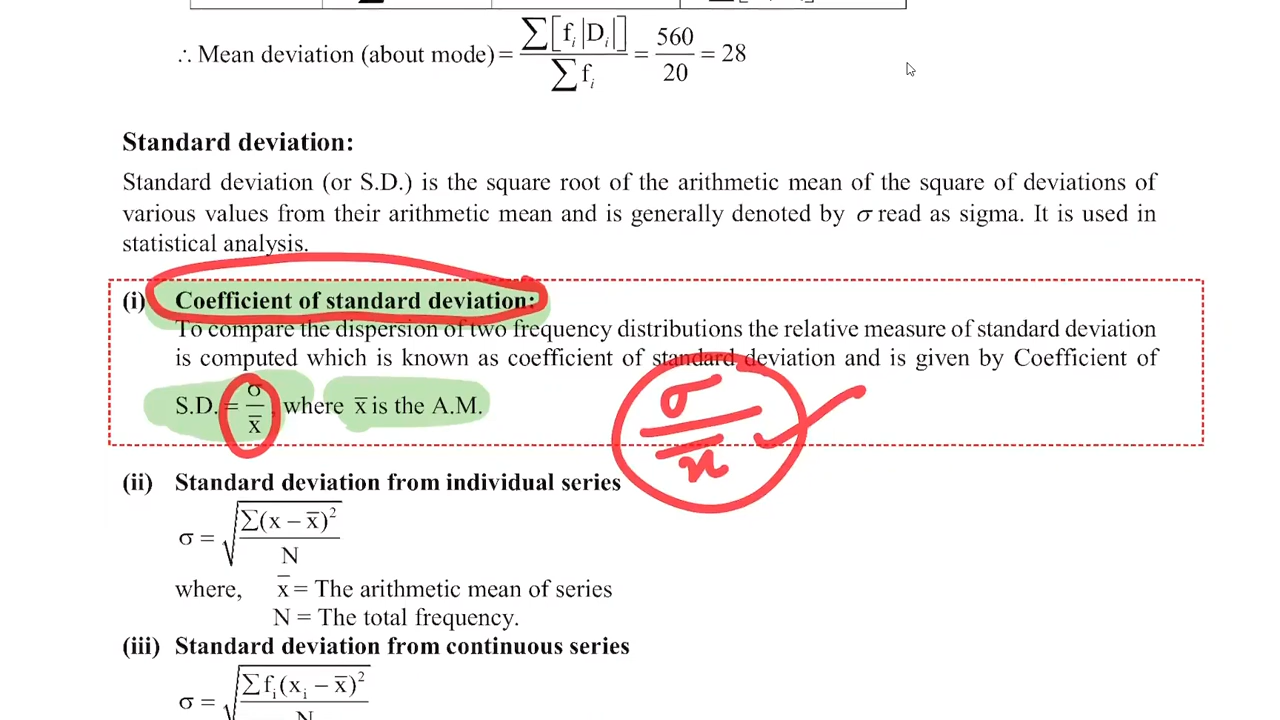 ∴ Mean deviation (about mode) = ∑[f_i|D_i|] / ∑f_i = 560 / 20 = 28
Standard deviation:
Standard deviation (or S.D.) is the square root of the arithmetic mean of the square of deviations of
various values from their arithmetic mean and is generally denoted by σ read as sigma. It is used in
statistical analysis.
(i) Coefficient of standard deviation:
To compare the dispersion of two frequency distributions the relative measure of standard deviation
is computed which is known as coefficient of standard deviation and is given by Coefficient of
S.D. = σ / x̄ , where x̄ is the A.M.
σ / x̄
(ii) Standard deviation from individual series
σ = √(∑(x – x̄)² / N)
where, x̄ = The arithmetic mean of series
N = The total frequency.
(iii) Standard deviation from continuous series
σ = √(∑f_i(x_i – x̄)² / N)